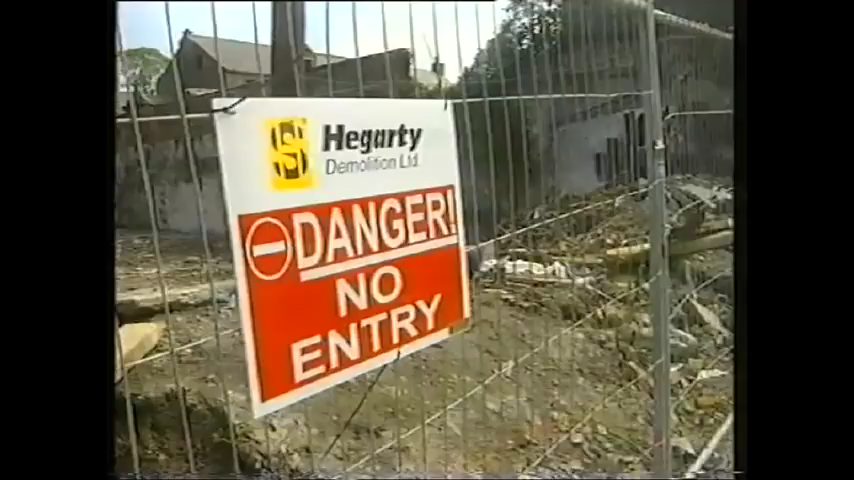 Hegarty
Demolition Ltd.
DANGER!
NO
ENTRY